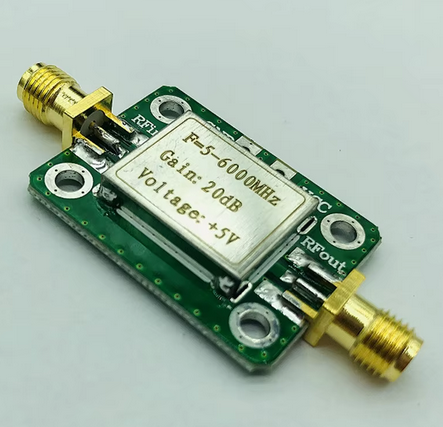 RFin
F=5-6000MHz
Gain: 20dB
Voltage: +5V
RFout